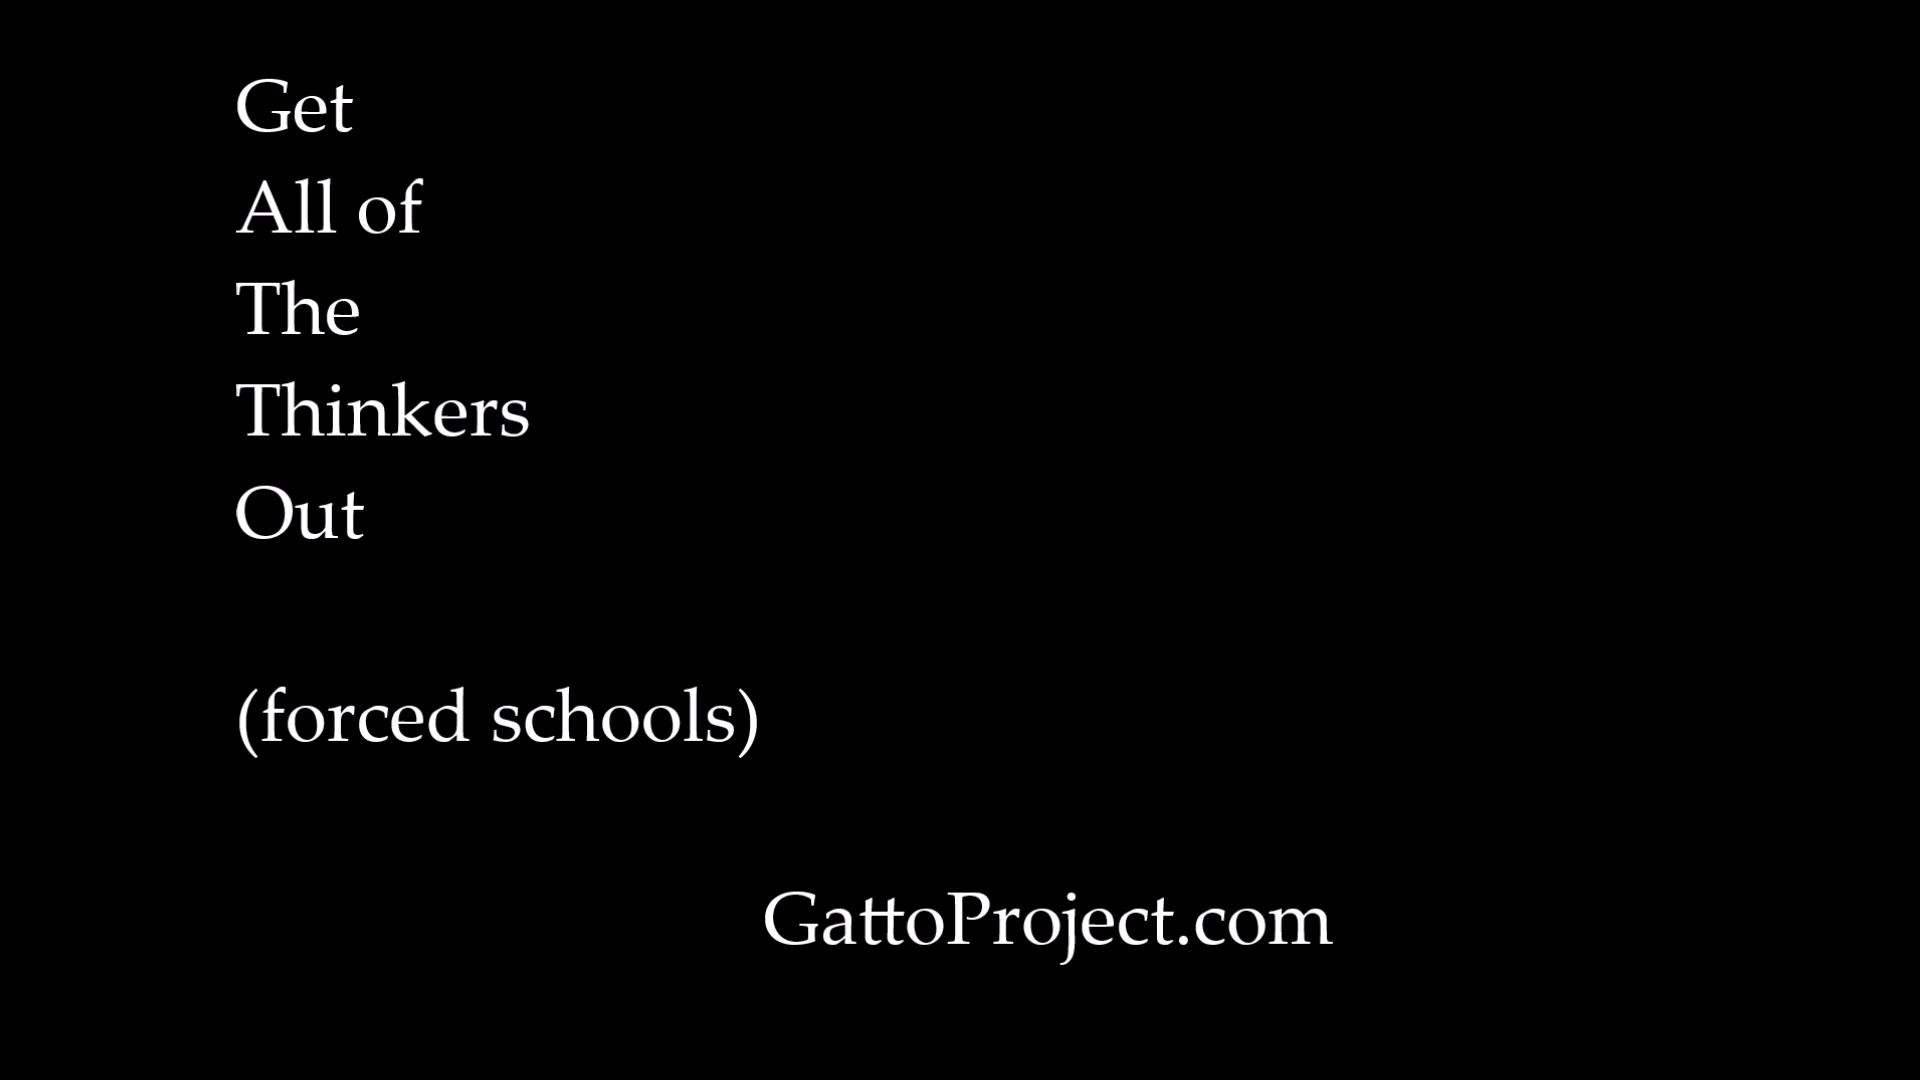 Get
All of
The
Thinkers
Out
(forced schools)
GattoProject.com